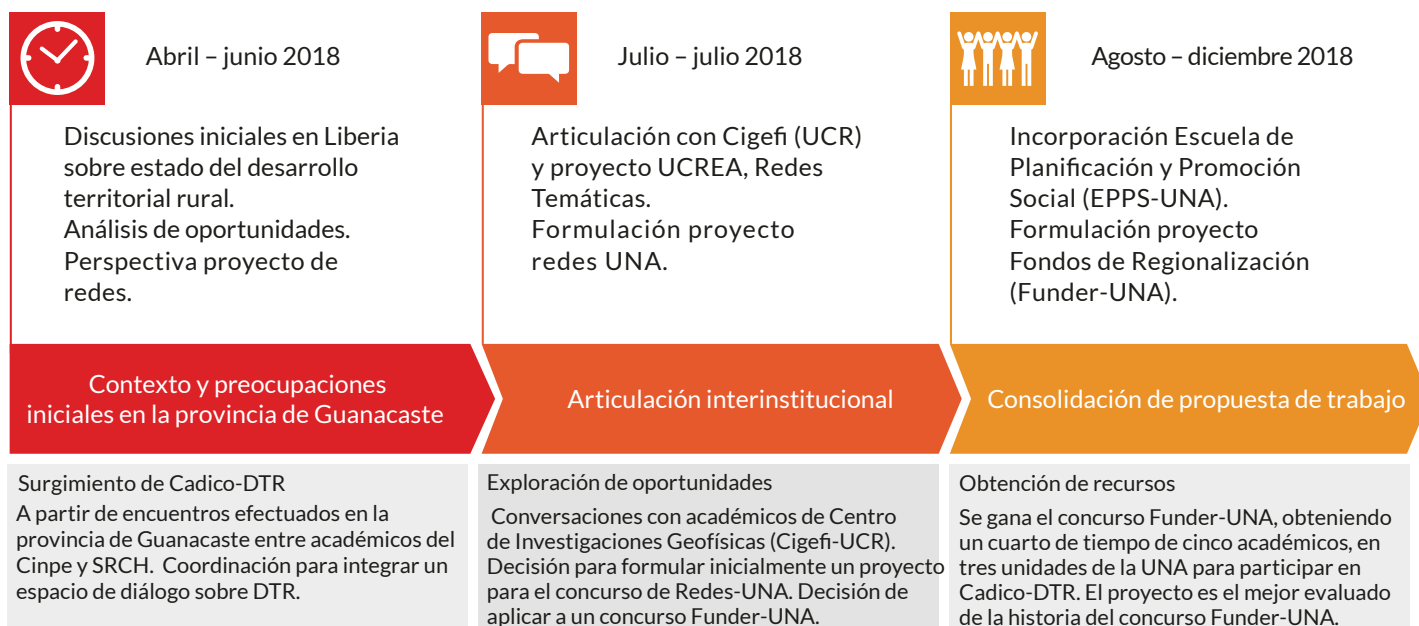 Abril – junio 2018
Discusiones iniciales en Liberia
sobre estado del desarrollo
territorial rural.
Análisis de oportunidades.
Perspectiva proyecto de
redes.
Contexto y preocupaciones
iniciales en la provincia de Guanacaste
Surgimiento de Cadico-DTR
A partir de encuentros efectuados en la
provincia de Guanacaste entre académicos del
Cinpe y SRCH. Coordinación para integrar un
espacio de diálogo sobre DTR.
Julio – julio 2018
Articulación con Cigefi (UCR)
y proyecto UCREA, Redes
Temáticas.
Formulación proyecto
redes UNA.
Articulación interinstitucional
Exploración de oportunidades
Conversaciones con académicos de Centro
de Investigaciones Geofísicas (Cigefi-UCR).
Decisión para formular inicialmente un proyecto
para el concurso de Redes-UNA. Decisión de
aplicar a un concurso Funder-UNA.
Agosto – diciembre 2018
Incorporación Escuela de
Planificación y Promoción
Social (EPPS-UNA).
Formulación proyecto
Fondos de Regionalización
(Funder-UNA).
Consolidación de propuesta de trabajo
Obtención de recursos
Se gana el concurso Funder-UNA, obteniendo
un cuarto de tiempo de cinco académicos, en
tres unidades de la UNA para participar en
Cadico-DTR. El proyecto es el mejor evaluado
de la historia del concurso Funder-UNA.